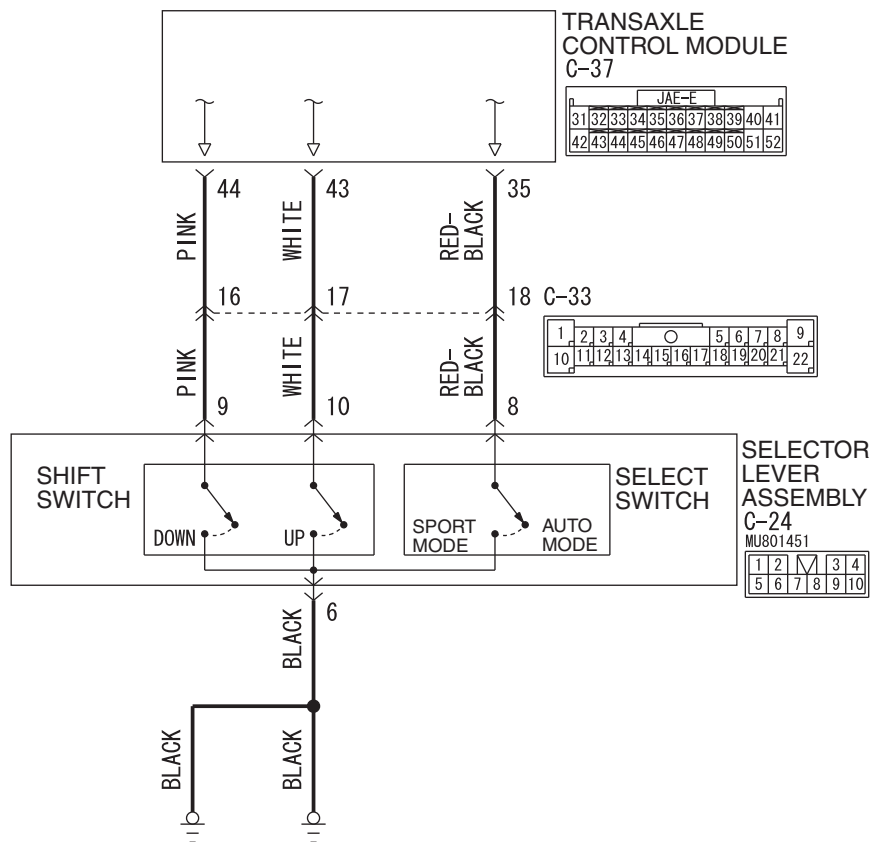 TRANSAXLE
CONTROL MODULE
C-37
JAE-E
31 32 33 34 35 36 37 38 39 40 41
42 43 44 45 46 47 48 49 50 51 52
44 43 35
PINK WHITE RED-
BLACK
16 17 18 C-33
1 2 3 4 5 6 7 8 9
10 11 12 13 14 15 16 17 18 19 20 21 22
PINK WHITE RED-
BLACK
9 10 8
SHIFT
SWITCH
DOWN UP
SPORT
MODE
AUTO
MODE
SELECT
SWITCH
SELECTOR
LEVER
ASSEMBLY
C-24
MU801451
1 2 3 4
5 6 7 8 9 10
6
BLACK
BLACK BLACK